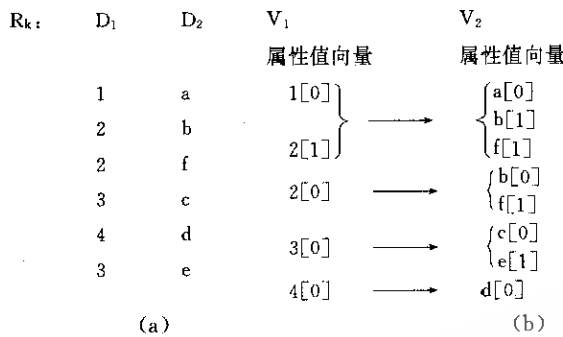 Rk: D1 D2 V1 V2
属性值向量 属性值向量
1 a 1[0] a[0]
2 b b[1]
2 f 2[1] f[1]
3 c 2[0] b[0]
f[1]
4 d 3[0] c[0]
3 e e[1]
4[0] d[0]
(a) (b)